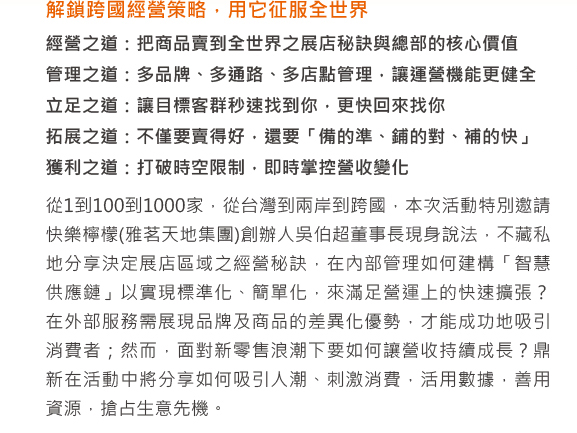 解鎖跨國經營策略，用它征服全世界
經營之道：把商品賣到全世界之展店秘訣與總部的核心價值
管理之道：多品牌、多通路、多店點管理，讓運營機能更健全
立足之道：讓目標客群秒速找到你，更快回來找你
拓展之道：不僅要賣得好，還要「備的準、鋪的對、補的快」
獲利之道：打破時空限制，即時掌控營收變化
從1到100到1000家，從台灣到兩岸到跨國，本次活動特別邀請
快樂檸檬(雅茗天地集團)創辦人吳伯超董事長現身說法，不藏私
地分享決定展店區域之經營秘訣，在內部管理如何建構「智慧
供應鏈」以實現標準化、簡單化，來滿足營運上的快速擴張？
在外部服務需展現品牌及商品的差異化優勢，才能成功地吸引
消費者；然而，面對新零售浪潮下要如何讓營收持續成長？鼎
新在活動中將分享如何吸引人潮、刺激消費，活用數據，善用
資源，搶占生意先機。